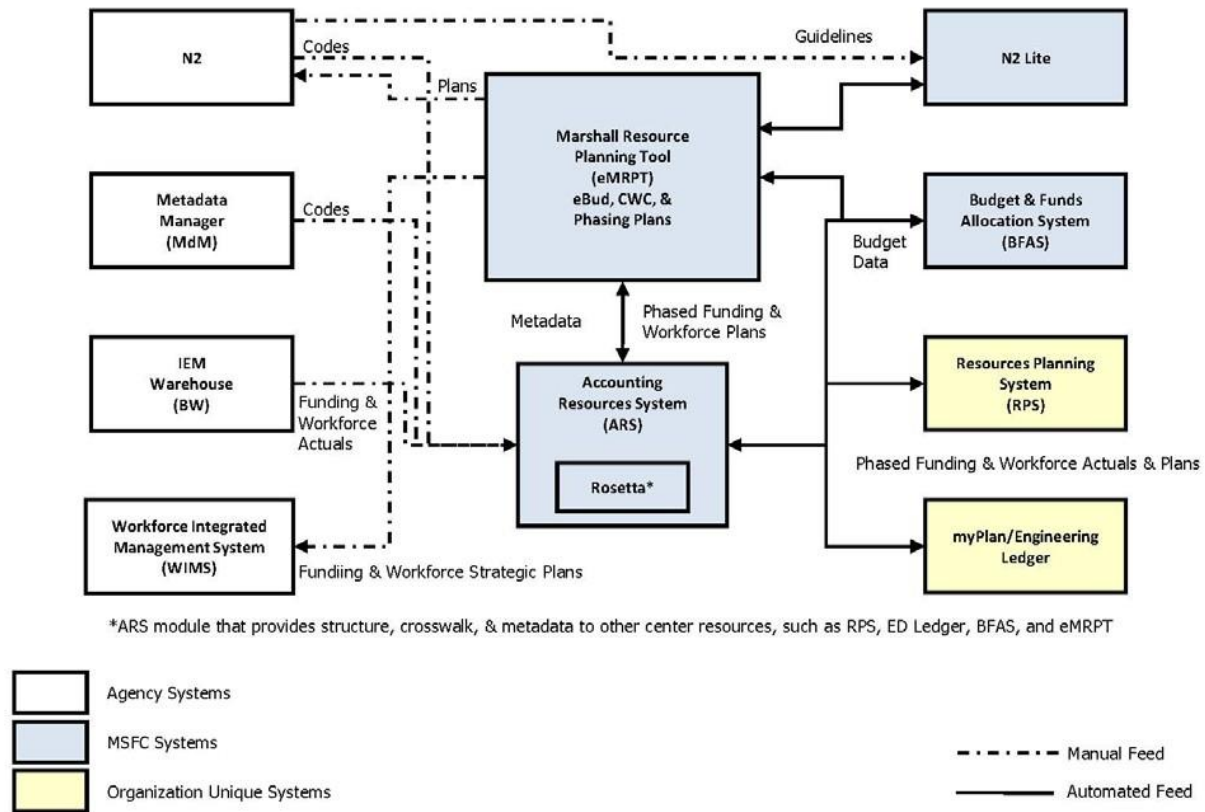 N2
Codes
Plans
Guidelines
N2 Lite
Marshall Resource
Planning Tool
(eMRPT)
eBud, CWC, &
Phasing Plans
Metadata
Manager
(MdM)
Codes
Budget & Funds
Allocation System
(BFAS)
Budget
Data
Metadata
Phased Funding &
Workforce Plans
IEM
Warehouse
(BW)
Funding &
Workforce
Actuals
Accounting
Resources System
(ARS)
Rosetta*
Resources Planning
System
(RPS)
Phased Funding & Workforce Actuals & Plans
Workforce Integrated
Management System
(WIMS)
Fundiing & Workforce Strategic Plans
myPlan/Engineering
Ledger
*ARS module that provides structure, crosswalk, & metadata to other center resources, such as RPS, ED Ledger, BFAS, and eMRPT
Agency Systems
MSFC Systems
Organization Unique Systems
Manual Feed
Automated Feed